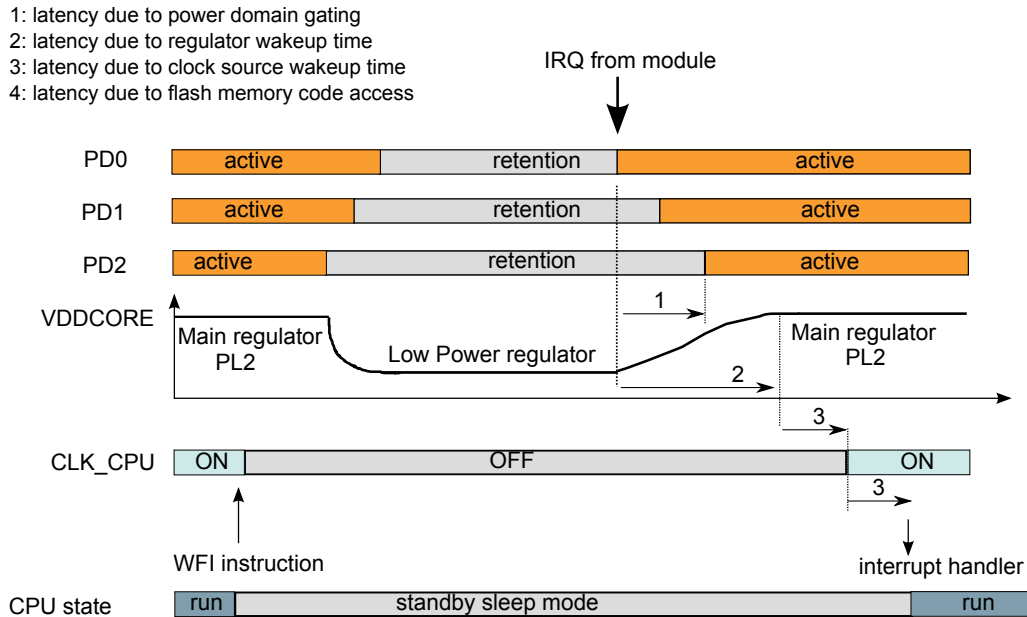 1: latency due to power domain gating
2: latency due to regulator wakeup time
3: latency due to clock source wakeup time
4: latency due to flash memory code access
IRQ from module
PD0 active retention active
PD1 active retention active
PD2 active retention active
1
VDDCORE
Main regulator
PL2
Low Power regulator
Main regulator
PL2
2
3
CLK_CPU ON OFF ON
3
WFI instruction
interrupt handler
CPU state run standby sleep mode run